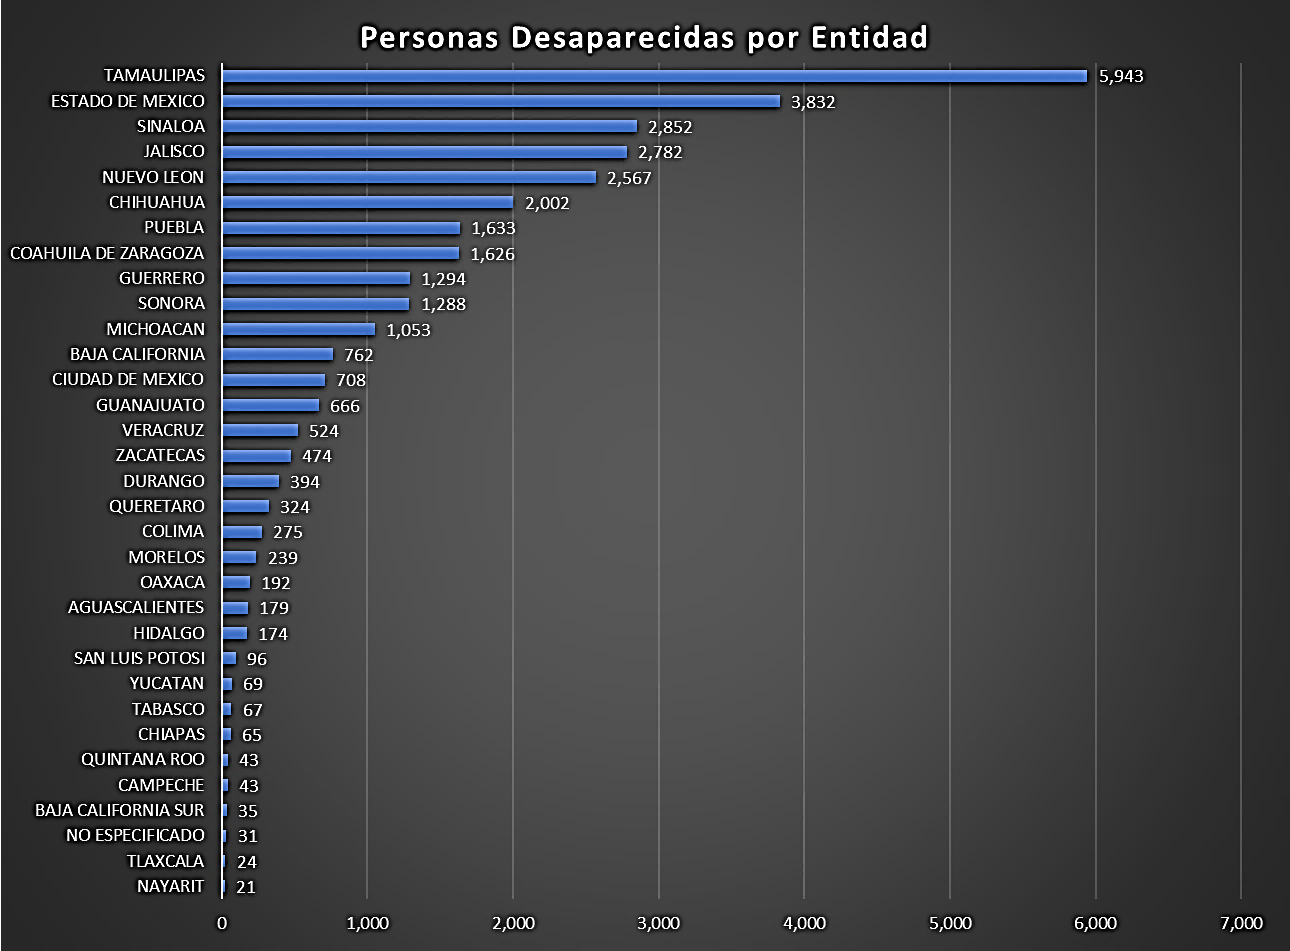 Personas Desaparecidas por Entidad
TAMAULIPAS 5,943
ESTADO DE MEXICO 3,832
SINALOA 2,852
JALISCO 2,782
NUEVO LEON 2,567
CHIHUAHUA 2,002
PUEBLA 1,633
COAHUILA DE ZARAGOZA 1,626
GUERRERO 1,294
SONORA 1,288
MICHOACAN 1,053
BAJA CALIFORNIA 762
CIUDAD DE MEXICO 708
GUANAJUATO 666
VERACRUZ 524
ZACATECAS 474
DURANGO 394
QUERETARO 324
COLIMA 275
MORELOS 239
OAXACA 192
AGUASCALIENTES 179
HIDALGO 174
SAN LUIS POTOSI 96
YUCATAN 69
TABASCO 67
CHIAPAS 65
QUINTANA ROO 43
CAMPECHE 43
BAJA CALIFORNIA SUR 35
NO ESPECIFICADO 31
TLAXCALA 24
NAYARIT 21
0 1,000 2,000 3,000 4,000 5,000 6,000 7,000